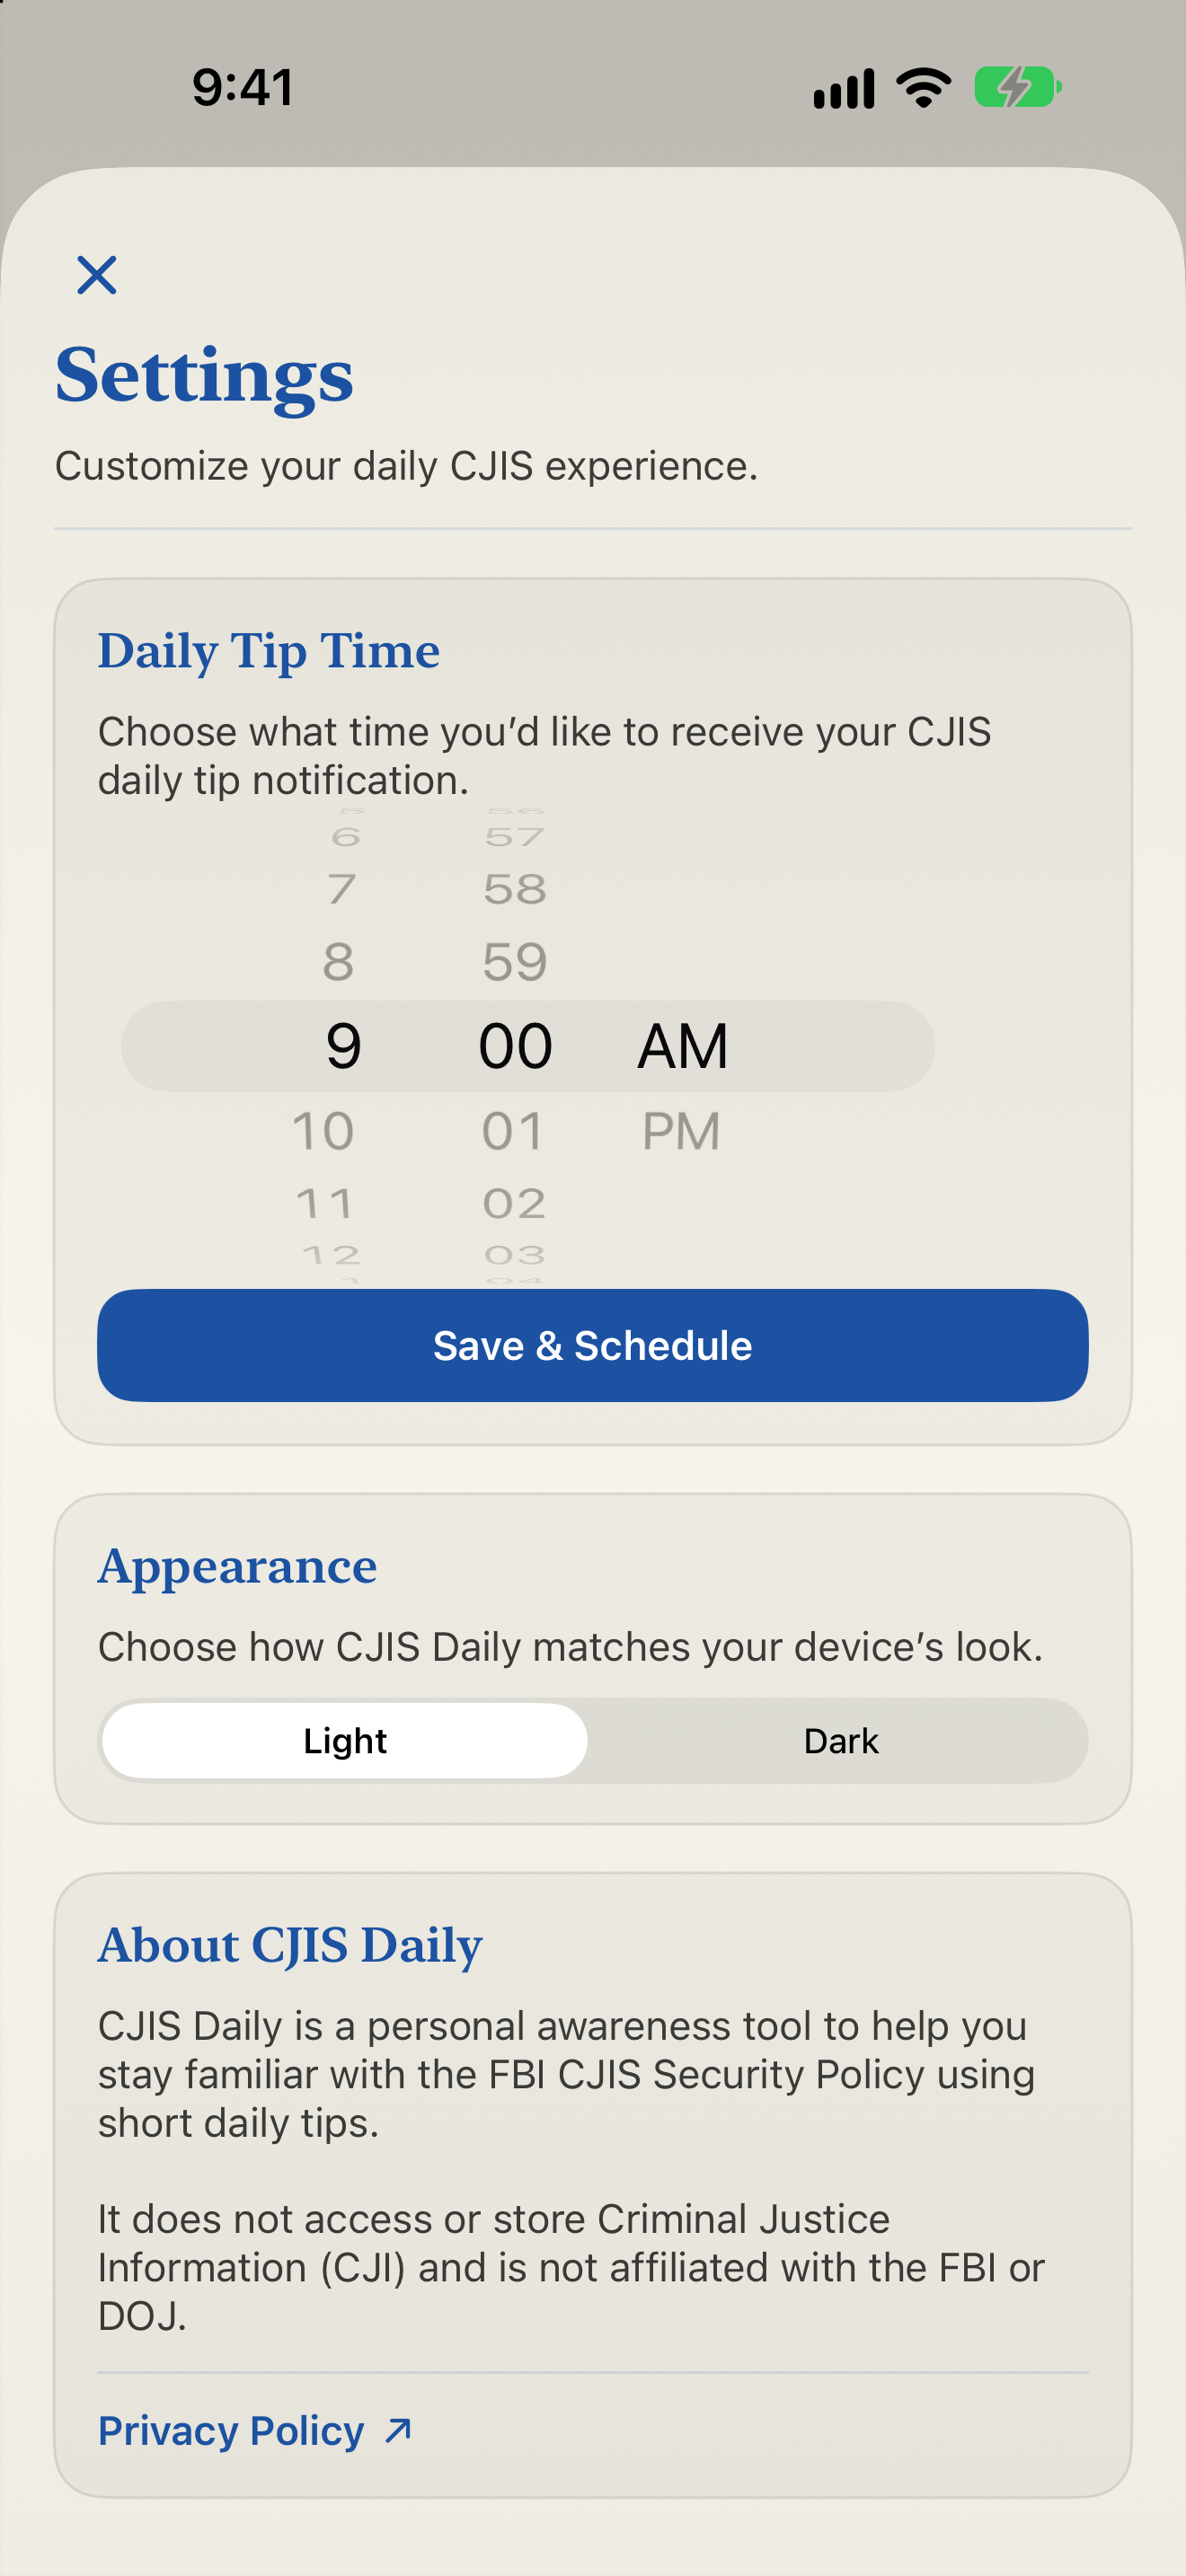 9:41
Settings
Customize your daily CJIS experience.
Daily Tip Time
Choose what time you’d like to receive your CJIS
daily tip notification.
5 56
6 57
7 58
8 59
9 00 AM
10 01 PM
11 02
12 03
1 04
Save & Schedule
Appearance
Choose how CJIS Daily matches your device’s look.
Light Dark
About CJIS Daily
CJIS Daily is a personal awareness tool to help you
stay familiar with the FBI CJIS Security Policy using
short daily tips.
It does not access or store Criminal Justice
Information (CJI) and is not affiliated with the FBI or
DOJ.
Privacy Policy